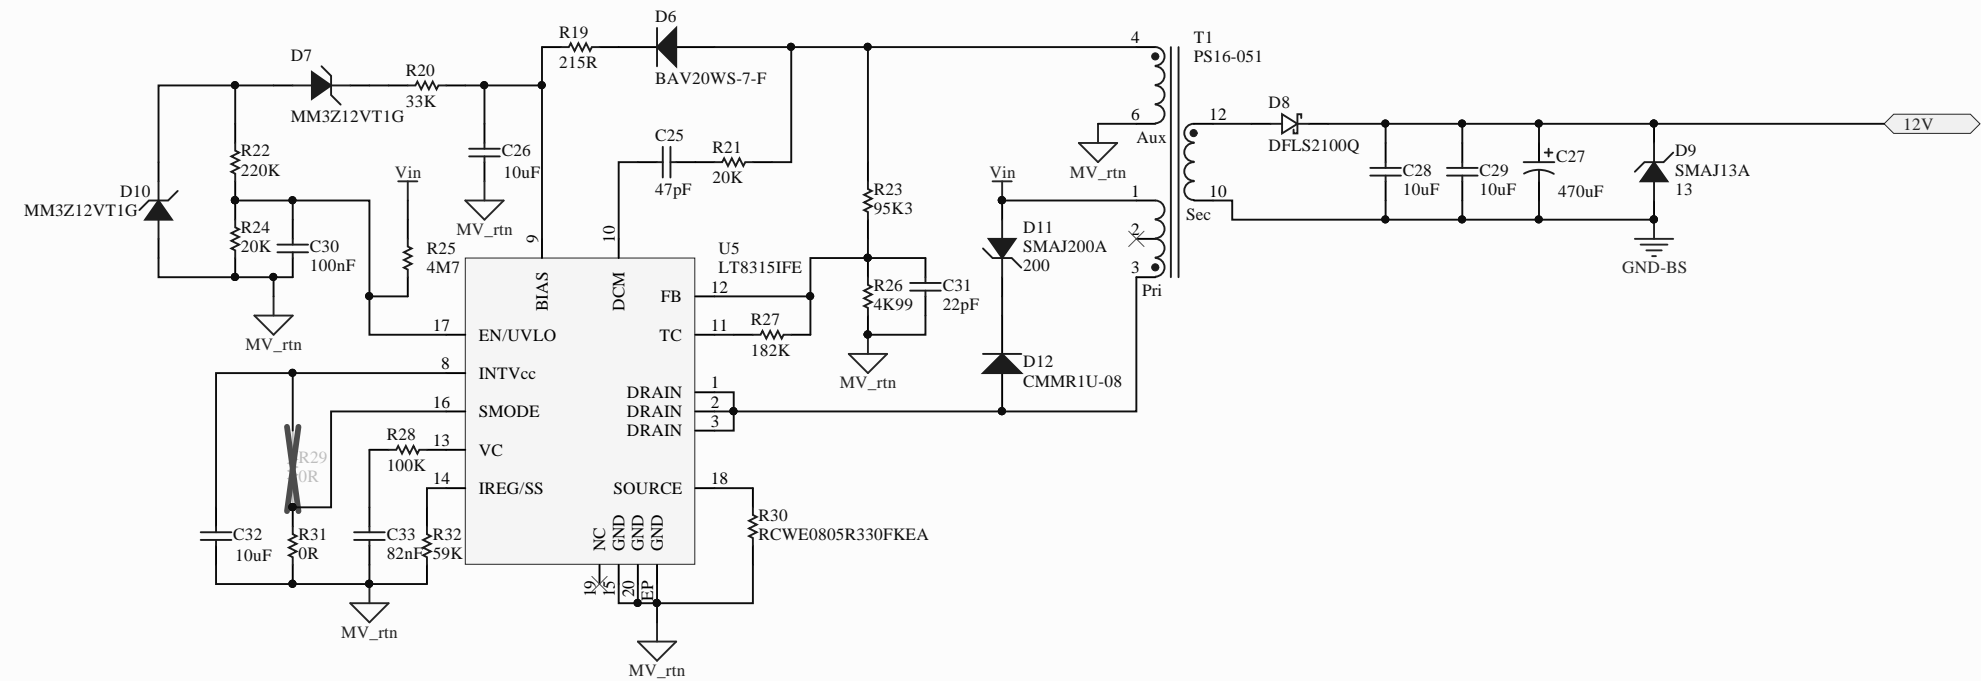 D6
R19
215R
BAV20WS-7-F
4
T1
PS16-051
D7
MM3Z12VT1G
R20
33K
6
Aux
MV_rtn
12
D8
DFLS2100Q
12V
C26
10uF
MV_rtn
C25
47pF
R21
20K
R22
220K
Vin
D10
MM3Z12VT1G
R24
20K
C30
100nF
R25
4M7
MV_rtn
R23
95K3
Vin
1
2
3
Pri
10
Sec
C28
10uF
C29
10uF
+
C27
470uF
D9
SMAJ13A
13
GND-BS
D11
SMAJ200A
200
D12
CMMR1U-08
9
10
U5
LT8315IFE
BIAS
DCM
FB
12
TC
11
R27
182K
R26
4K99
C31
22pF
MV_rtn
17
EN/UVLO
8
INTVcc
16
SMODE
13
VC
14
IREG/SS
DRAIN
1
DRAIN
2
DRAIN
3
SOURCE
18
R28
100K
R29
0R
C32
10uF
R31
0R
C33
82nF
R32
59K
MV_rtn
R30
RCWE0805R330FKEA
NC
GND
GND
GND
19
15
20
EP
MV_rtn